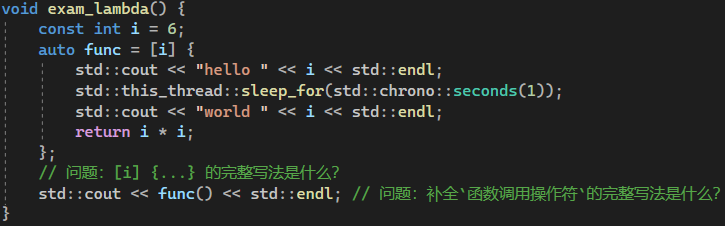 void exam_lambda() {
    const int i = 6;
    auto func = [i] {
        std::cout << "hello " << i << std::endl;
        std::this_thread::sleep_for(std::chrono::seconds(1));
        std::cout << "world " << i << std::endl;
        return i * i;
    };
    // 问题: [i] {...} 的完整写法是什么?
    std::cout << func() << std::endl; // 问题: 补全`函数调用操作符`的完整写法是什么?
}